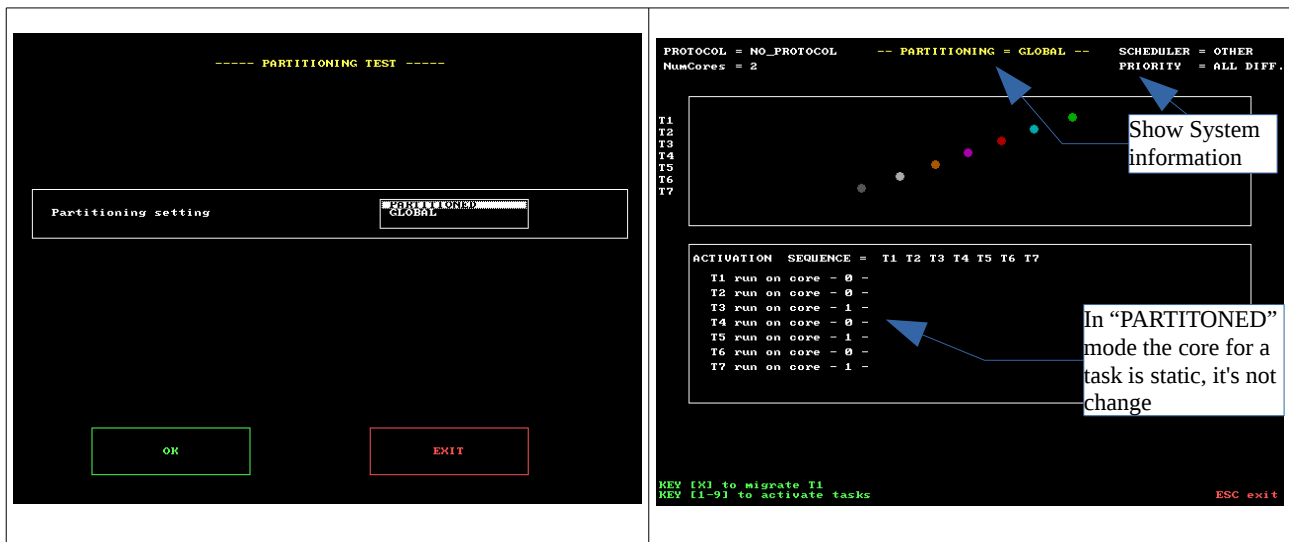 ----- PARTITIONING TEST -----
Partitioning setting
PARTITIONED
GLOBAL
OK
EXIT
PROTOCOL = NO_PROTOCOL -- PARTITIONING = GLOBAL -- SCHEDULER = OTHER
NumCores = 2 PRIORITY = ALL DIFF.
T1
T2
T3
T4
T5
T6
T7
Show System
information
ACTIVATION SEQUENCE = T1 T2 T3 T4 T5 T6 T7
T1 run on core - 0 -
T2 run on core - 0 -
T3 run on core - 1 -
T4 run on core - 0 -
T5 run on core - 1 -
T6 run on core - 0 -
T7 run on core - 1 -
In “PARTITONED”
mode the core for a
task is static, it's not
change
KEY [X] to migrate T1
KEY [1-9] to activate tasks
ESC exit